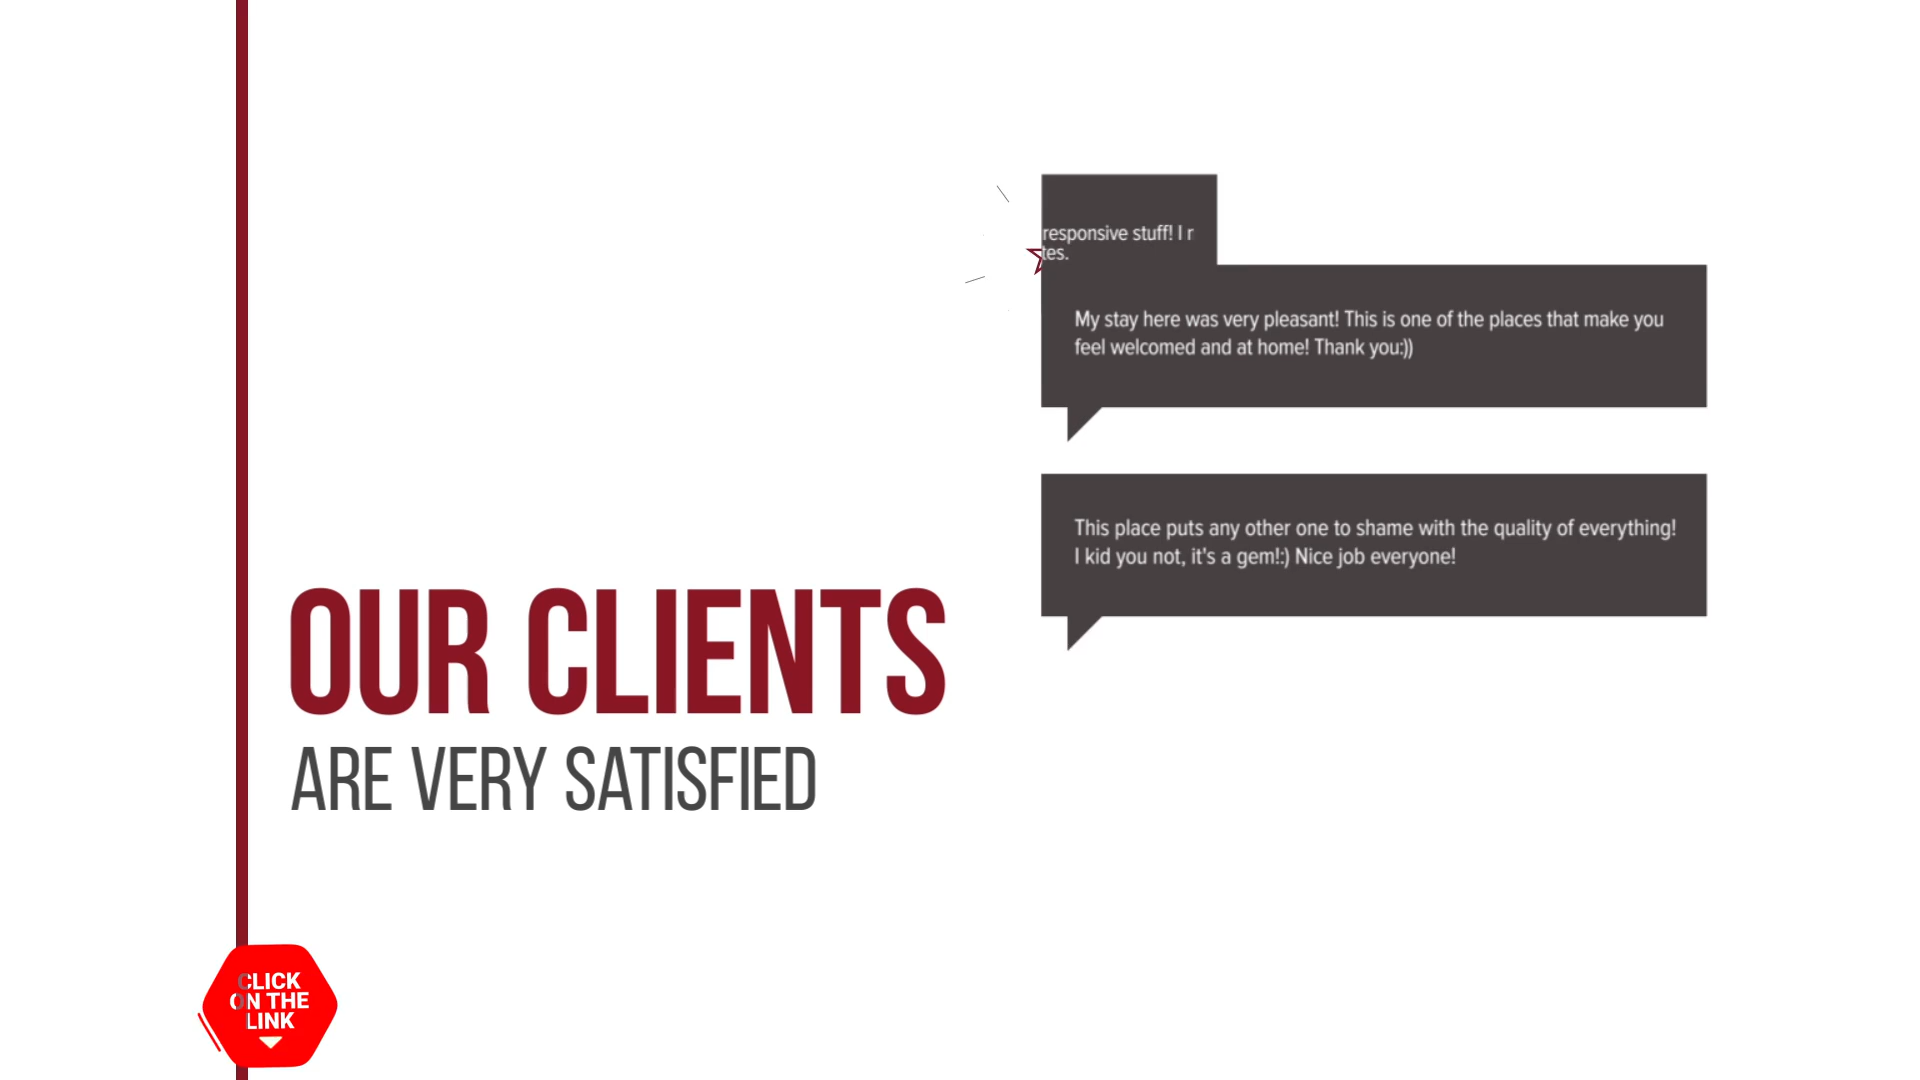 responsive stuff! I
My stay here was very pleasant! This is one of the places that make you
feel welcomed and at home! Thank you:))
This place puts any other one to shame with the quality of everything!
I kid you not, it's a gem!:) Nice job everyone!
OUR CLIENTS
ARE VERY SATISFIED
CLICK
ON THE
LINK